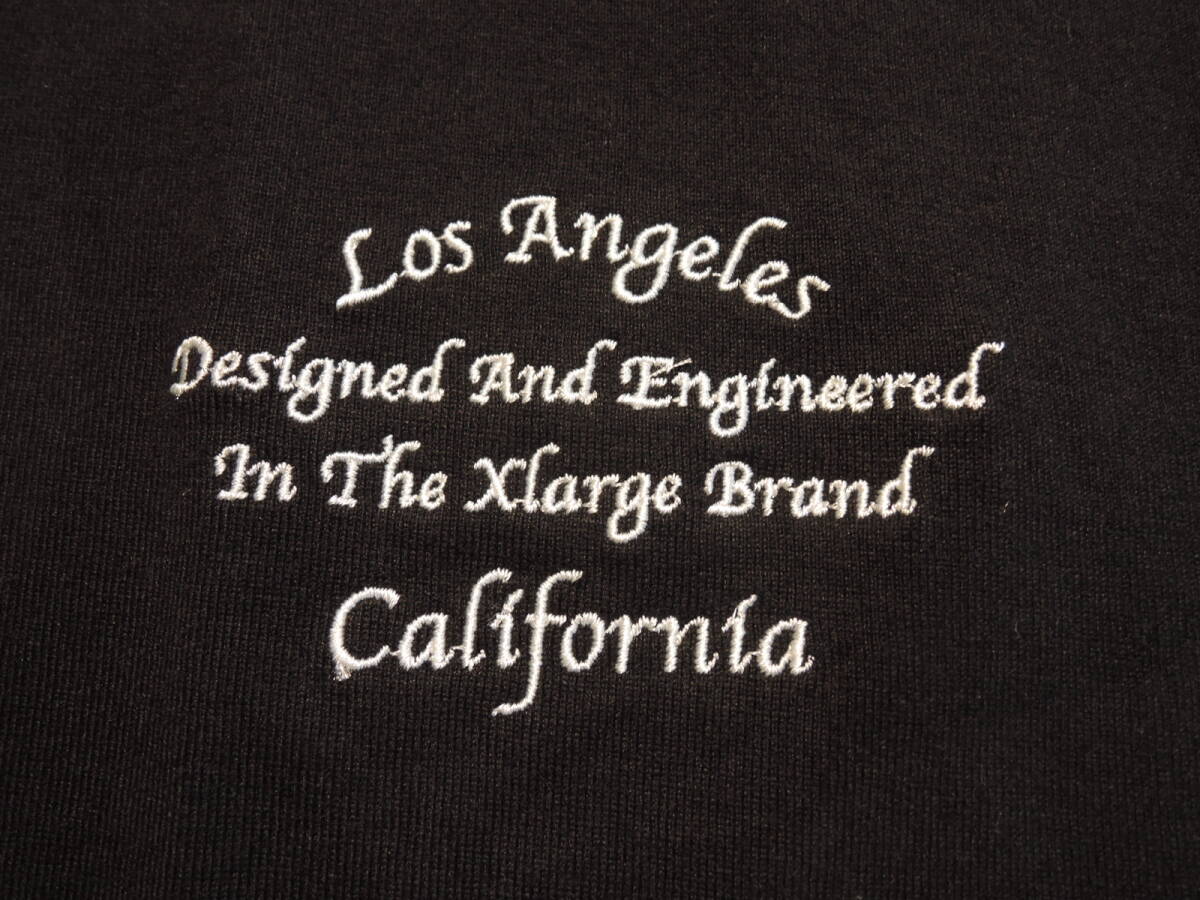 Los Angeles
Designed And Engineered
In The Xlarge Brand
California